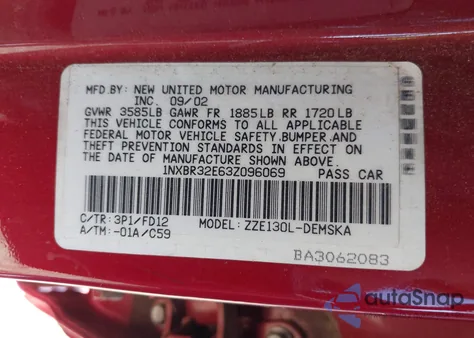 MFD.BY: NEW UNITED MOTOR MANUFACTURING
INC. 09/02
GVWR 3585LB GAWR FR 1885LB RR 1720LB
THIS VEHICLE CONFORMS TO ALL APPLICABLE
FEDERAL MOTOR VEHICLE SAFETY, BUMPER, AND
THEFT PREVENTION STANDARDS IN EFFECT ON
THE DATE OF MANUFACTURE SHOWN ABOVE.
1NXBR32E63Z096069 PASS CAR
C/TR: 3P1/FD12 MODEL: ZZE130L-DEMSKA
A/TM: -01A/C59
BA3062083
autoSnap